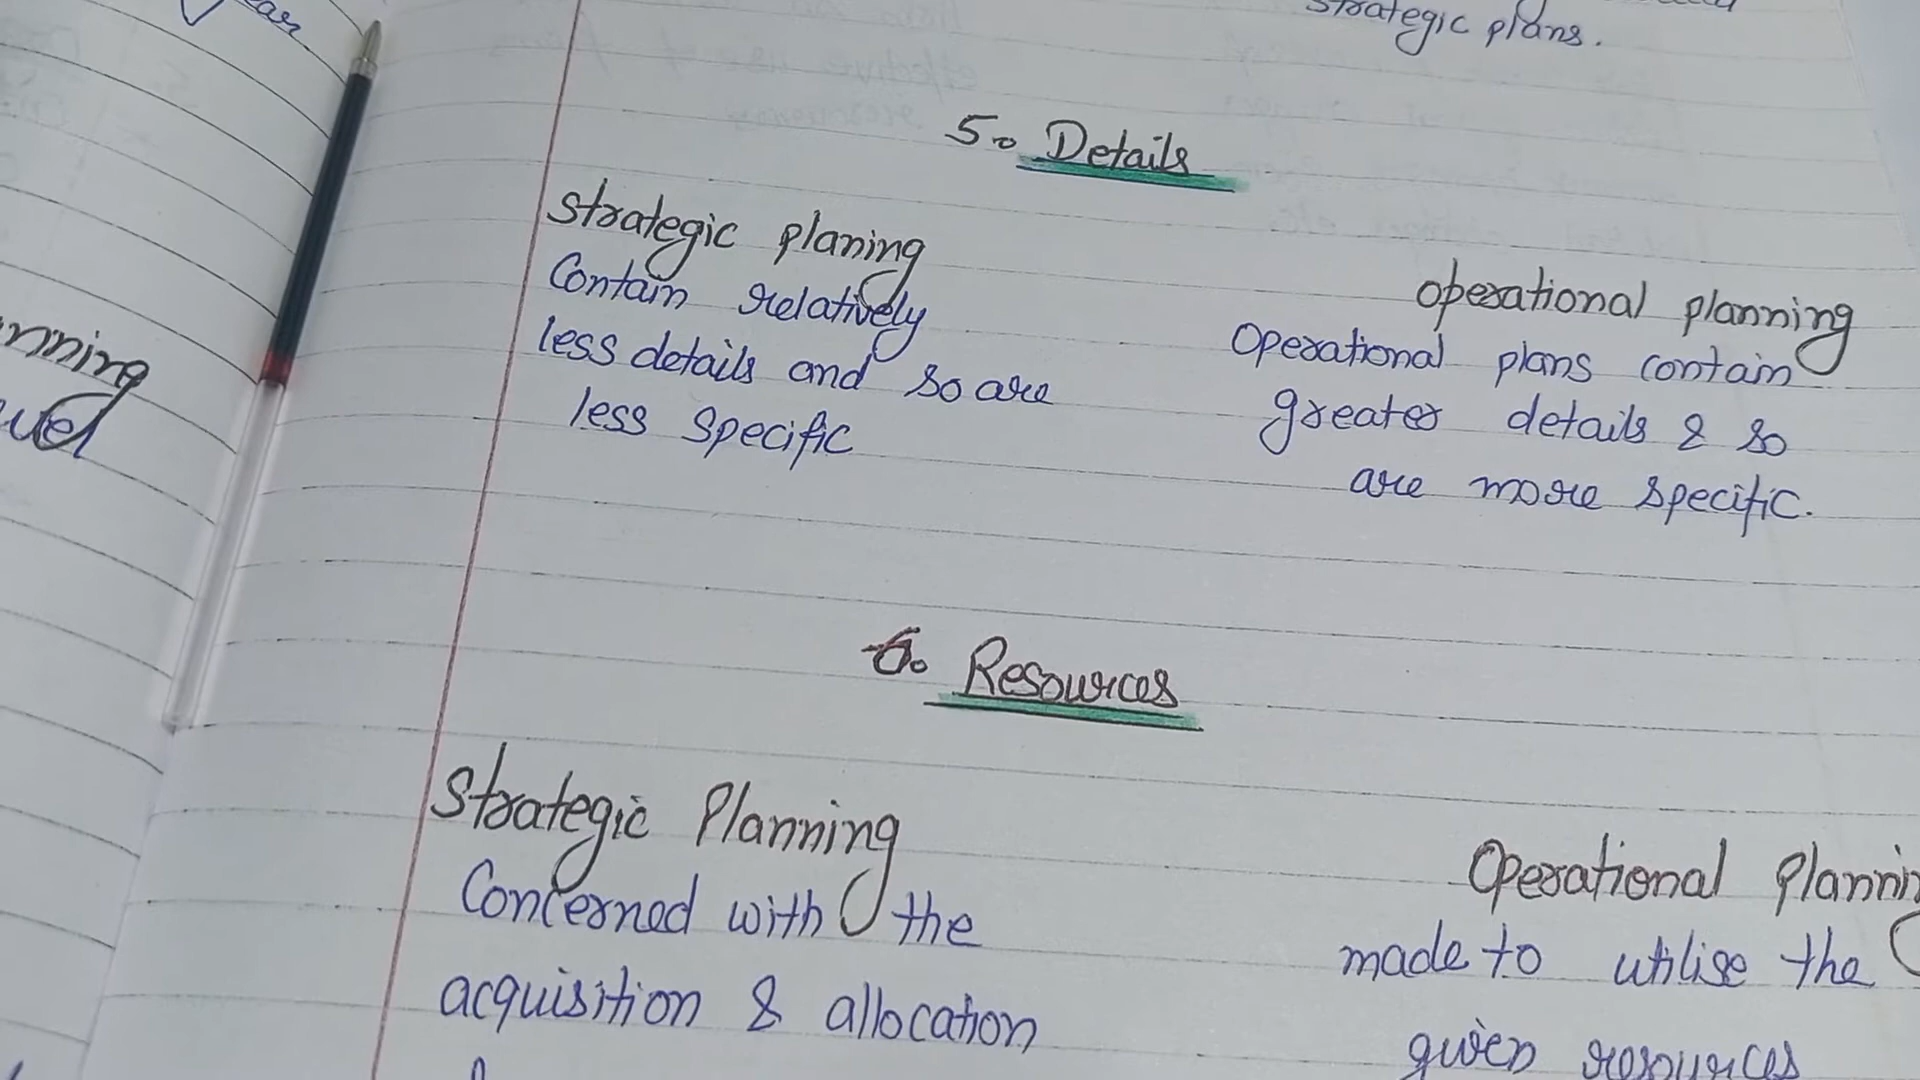 strategic plans.
5. Details
strategic planing
Contain relatively
less details and so are
less specific
operational planning
Operational plans contain
greater details & so
are more specific.
6. Resources
Strategic Planning
Concerned with the
acquisition & allocation
Operational Plannin
made to utilise the
given resources
nning